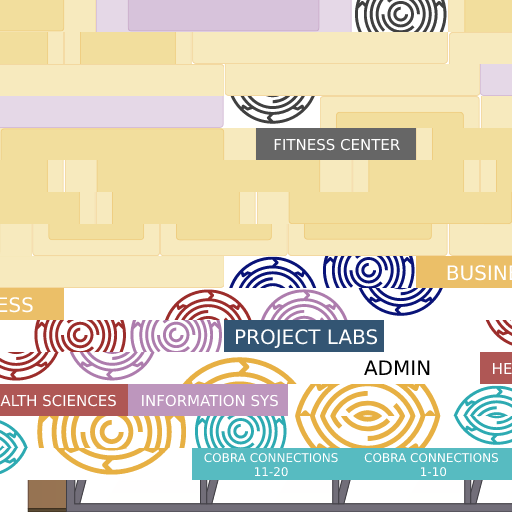 FITNESS CENTER
BUSINE
ESS
PROJECT LABS
ADMIN
HE
ALTH SCIENCES
INFORMATION SYS
COBRA CONNECTIONS
11-20
COBRA CONNECTIONS
1-10